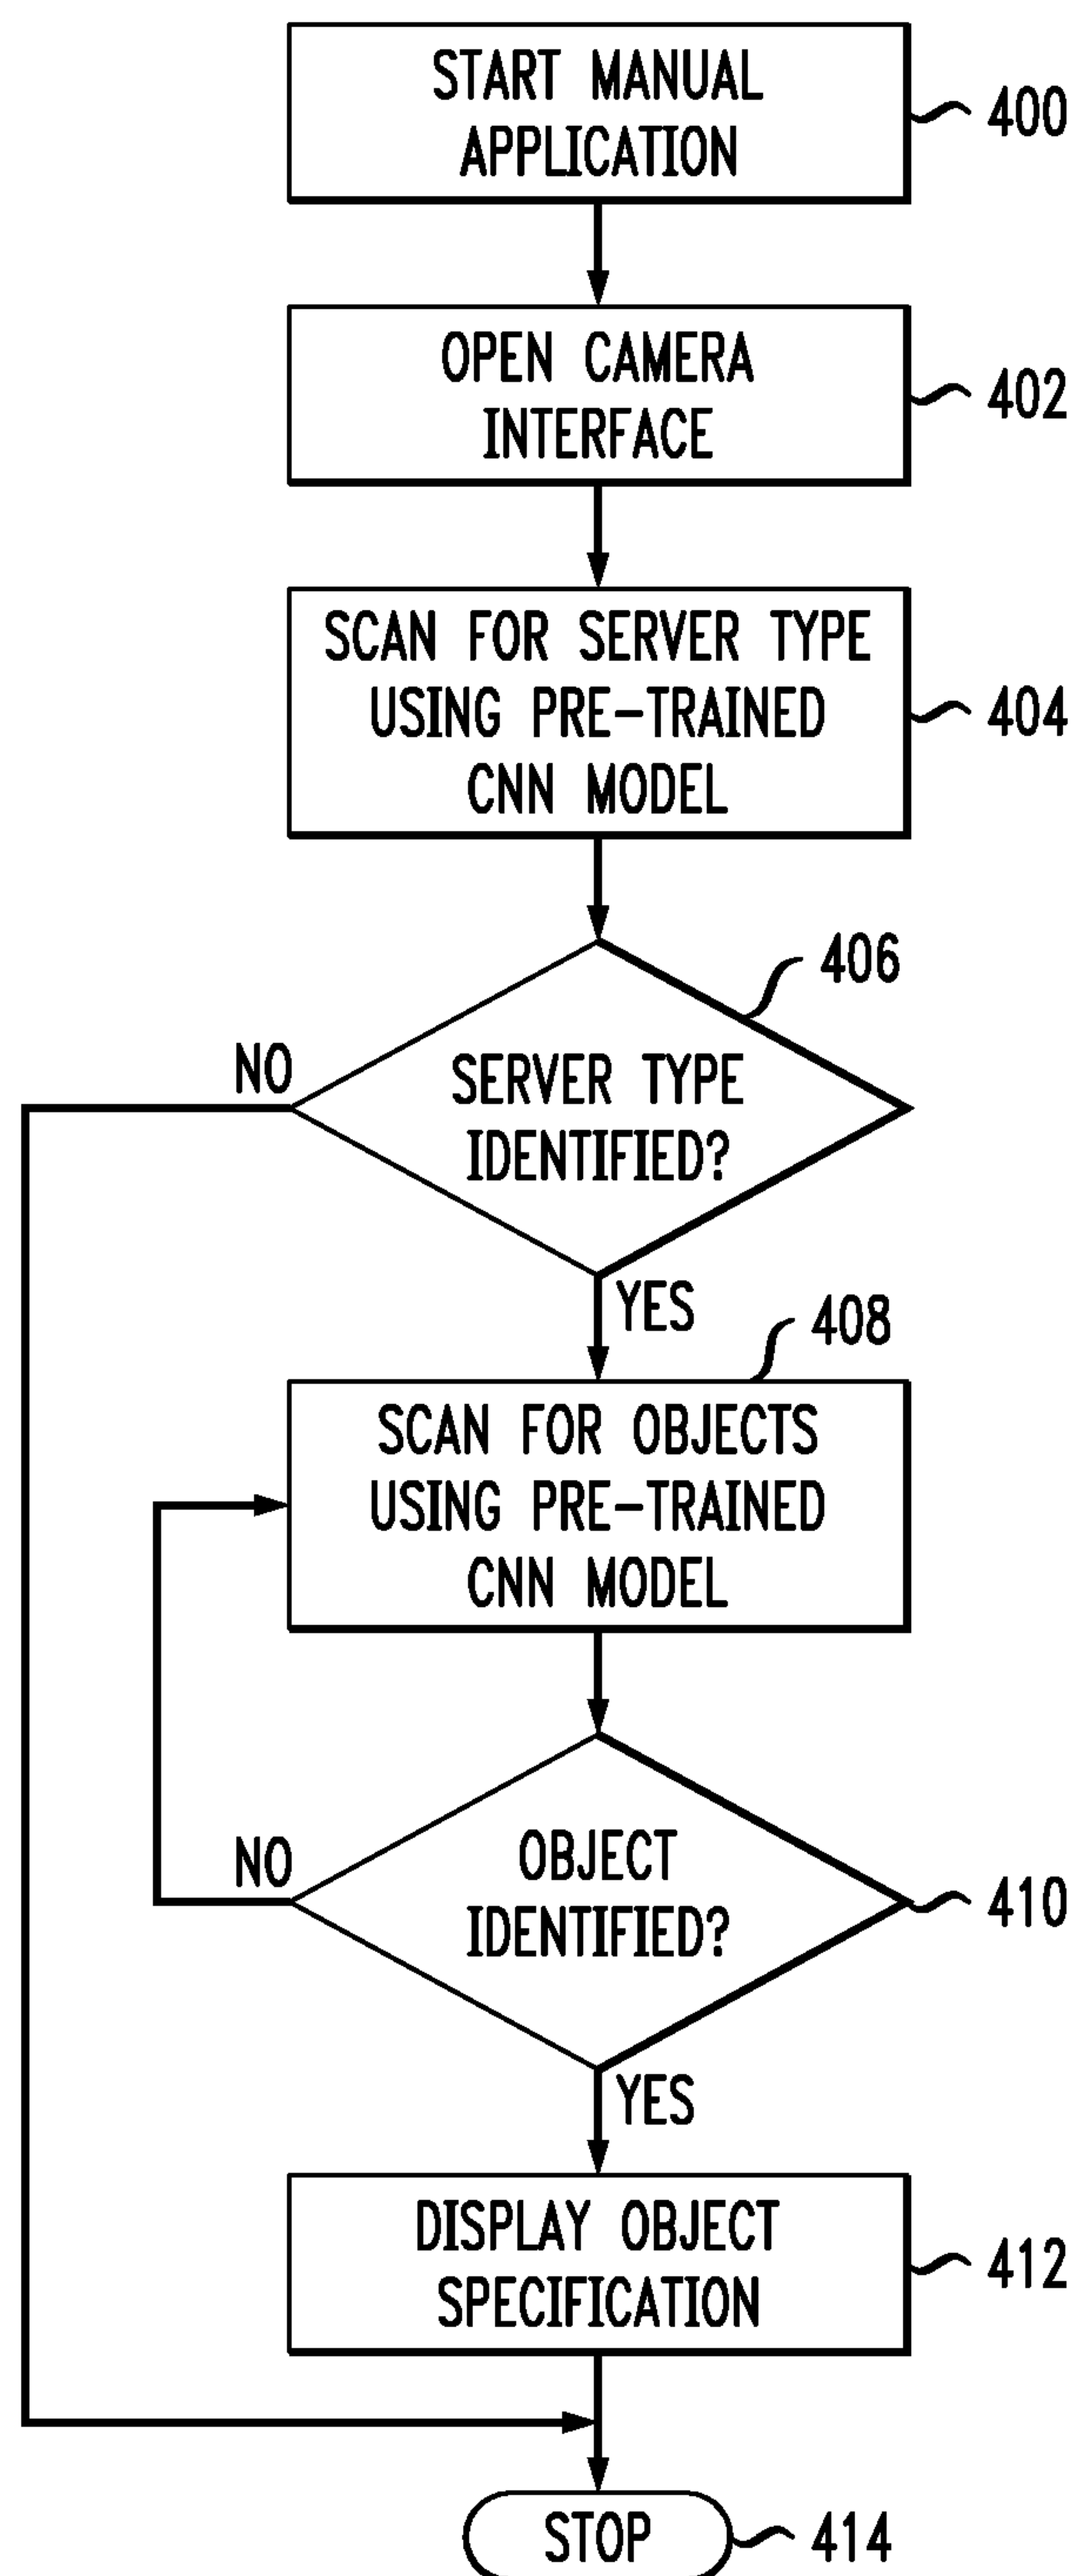 START MANUAL
APPLICATION
400
OPEN CAMERA
INTERFACE
402
SCAN FOR SERVER TYPE
USING PRE-TRAINED
CNN MODEL
404
406
NO
SERVER TYPE
IDENTIFIED?
YES
408
SCAN FOR OBJECTS
USING PRE-TRAINED
CNN MODEL
NO
OBJECT
IDENTIFIED?
410
YES
DISPLAY OBJECT
SPECIFICATION
412
STOP
414